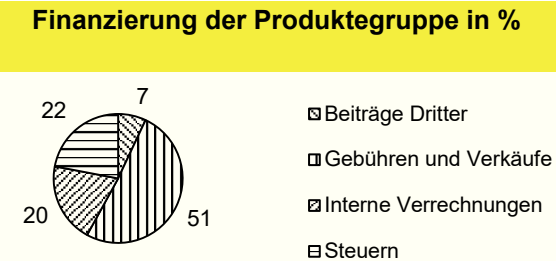 Finanzierung der Produktegruppe in %
7
22
20
51
Beiträge Dritter
Gebühren und Verkäufe
Interne Verrechnungen
Steuern